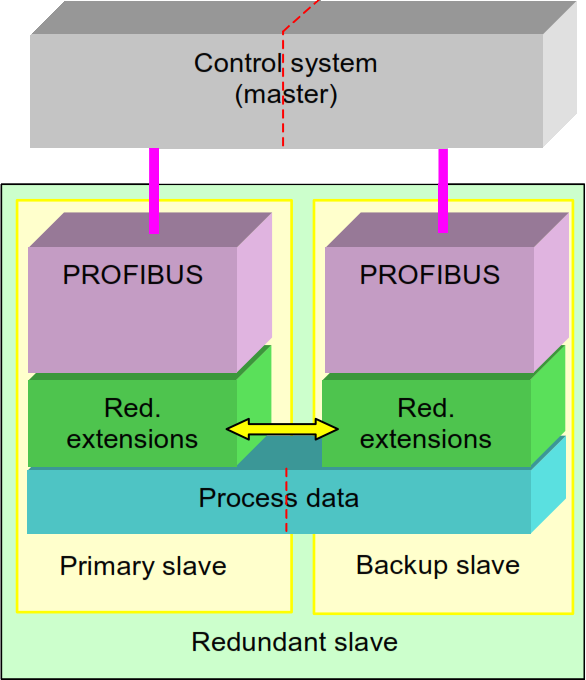 Control system
(master)
PROFIBUS
PROFIBUS
Red.
extensions
Red.
extensions
Process data
Primary slave
Backup slave
Redundant slave